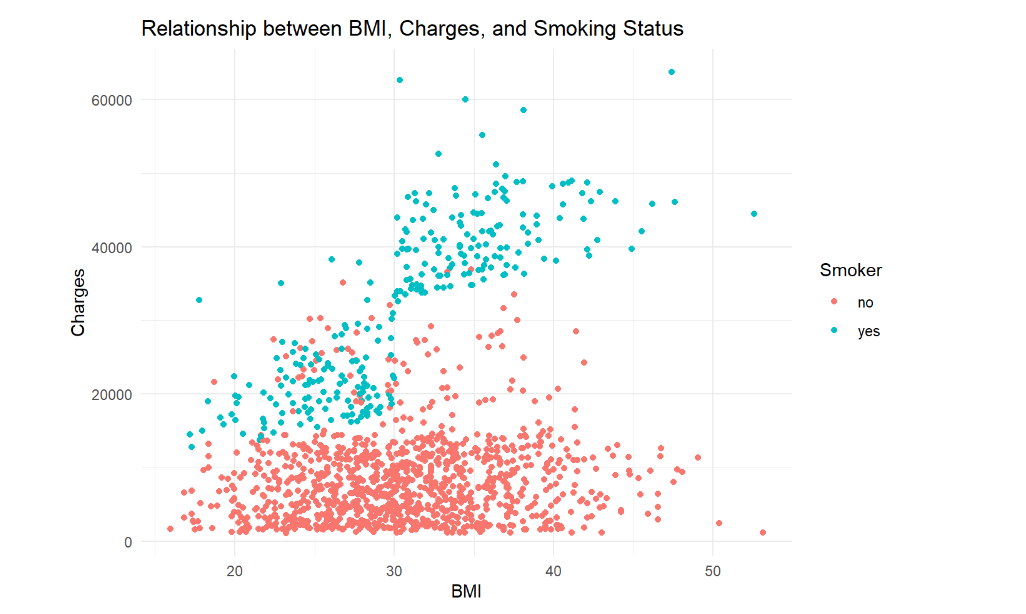 Relationship between BMI, Charges, and Smoking Status
Charges
60000
40000
20000
0
20 30 40 50
BMI
Smoker
no
yes